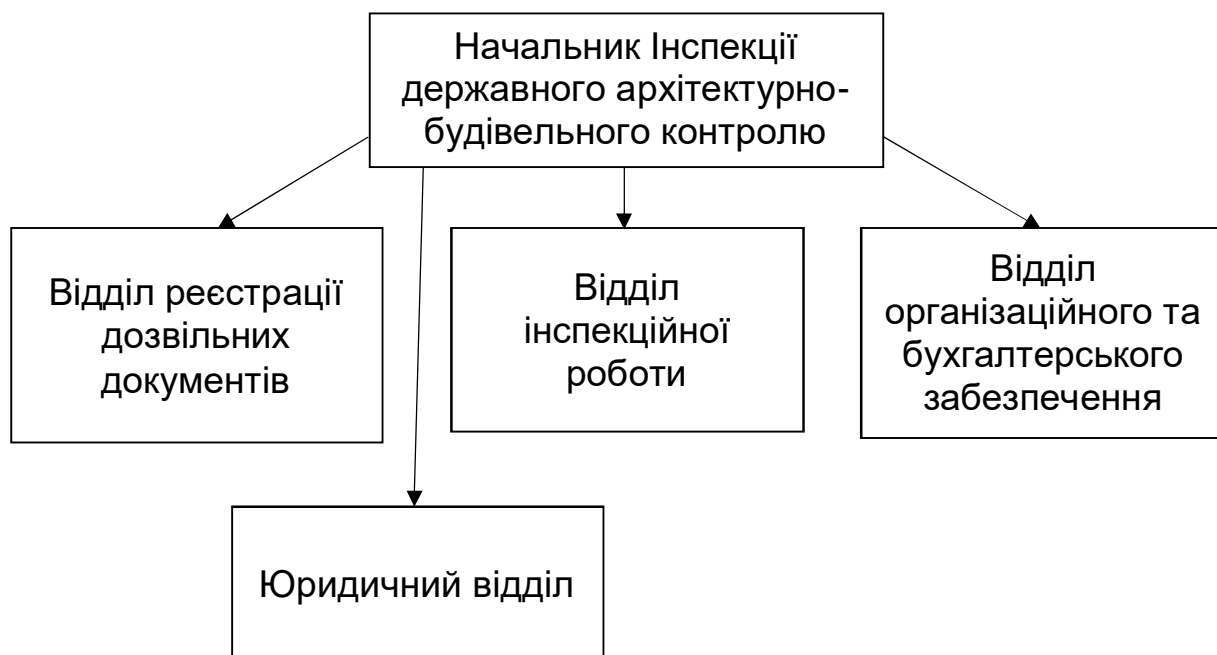 Начальник Інспекції
державного архітектурно-
будівельного контролю
Відділ реєстрації
дозвільних
документів
Відділ
інспекційної
роботи
Відділ
організаційного та
бухгалтерського
забезпечення
Юридичний відділ